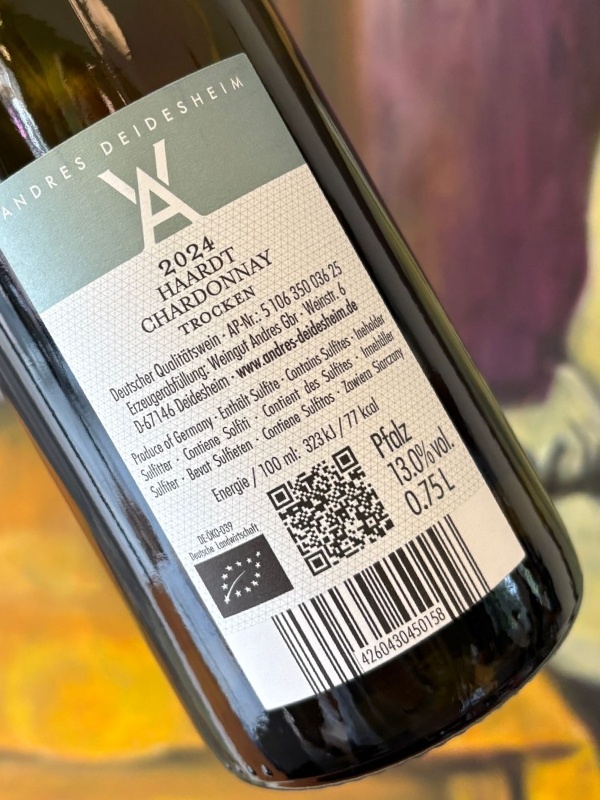 ANDRES DEIDESHEIM
VA
2024
HAARDT
CHARDONNAY
TROCKEN
Deutscher Qualitätswein · AP-Nr.: 5 106 350 036 25
Erzeugerabfüllung: Weingut Andres Gbr · Weinstr. 6
D-67146 Deidesheim · www.andres-deidesheim.de
Produce of Germany · Enthält Sulfite · Contains Sulfites · Ineholder
Sulfitter · Contiene Solfiti · Contient des Sulfites · Innehåller
Sulfiter · Bevat Sulfieten · Contiene Sulfitos · Zawiera Siarczany
Energie / 100 ml: 323 kJ / 77 kcal
Pfalz
13.0% vol.
0.75 L
DE-ÖKO-039
Deutsche Landwirtschaft
4260430450158